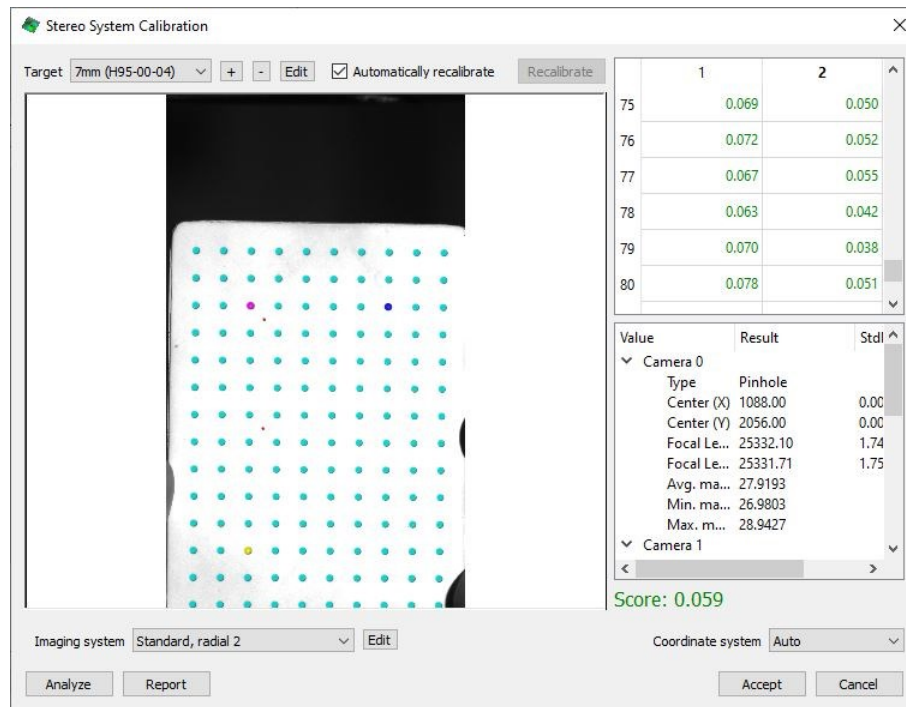 Stereo System Calibration
Target 7mm (H95-00-04) + - Edit Automatically recalibrate Recalibrate
1 2
75 0.069 0.050
76 0.072 0.052
77 0.067 0.055
78 0.063 0.042
79 0.070 0.038
80 0.078 0.051
Value Result Std
Camera 0
Type Pinhole
Center (X) 1088.00 0.00
Center (Y) 2056.00 0.00
Focal Le... 25332.10 1.74
Focal Le... 25331.71 1.75
Avg. ma... 27.9193
Min. ma... 26.9803
Max. m... 28.9427
Camera 1
Score: 0.059
Imaging system Standard, radial 2 Edit Coordinate system Auto
Analyze Report Accept Cancel